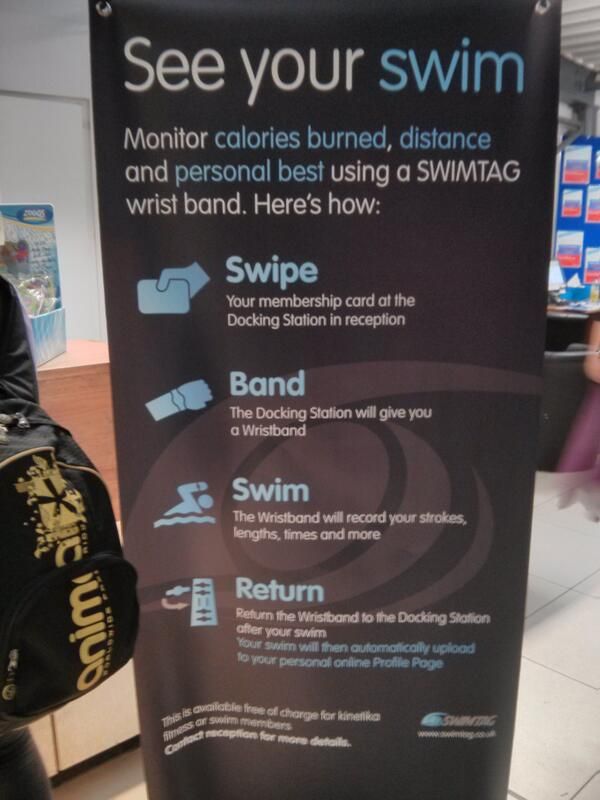 See your swim
Monitor calories burned, distance
and personal best using a SWIMTAG
wrist band. Here's how:
Swipe
Your membership card at the
Docking Station in reception
Band
The Docking Station will give you
a Wristband
Swim
The Wristband will record your strokes,
lengths, times and more
Return
Return the Wristband to the Docking Station
after your swim
Your swim will then automatically upload
to your personal online Profile Page
This is available free of charge for kinetika
fitness or swim members
Contact reception for more details.
SWIMTAG
www.swimtag.co.uk
zoggs
animal